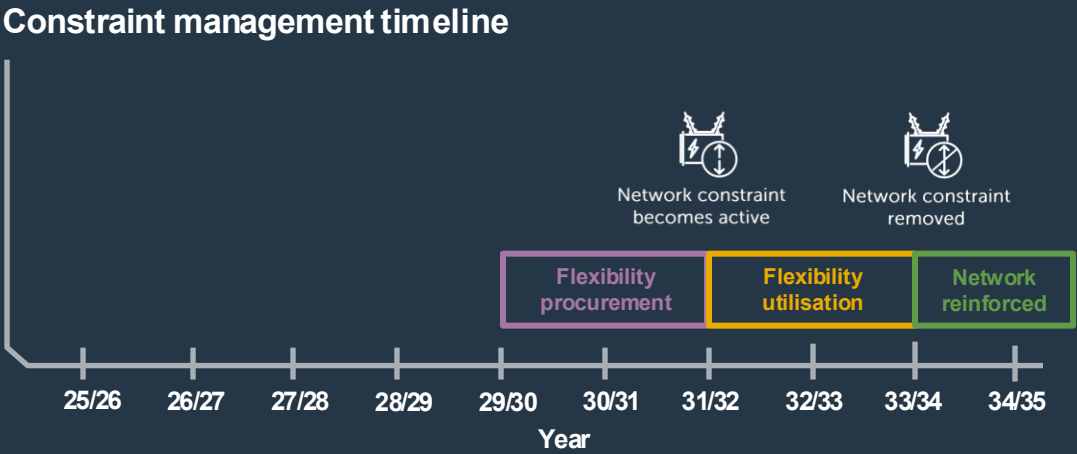 Constraint management timeline
Network constraint
becomes active
Network constraint
removed
Flexibility
procurement
Flexibility
utilisation
Network
reinforced
25/26
26/27
27/28
28/29
29/30
30/31
31/32
32/33
33/34
34/35
Year